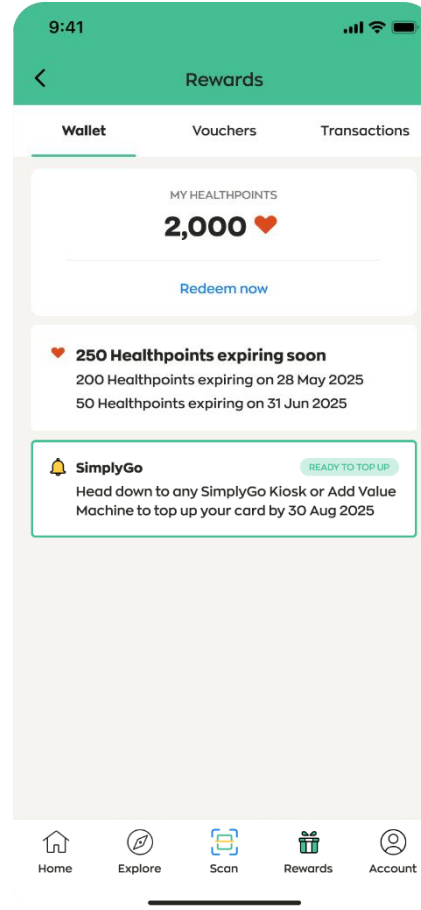 9:41
Rewards
Wallet Vouchers Transactions
MY HEALTHPOINTS
2,000
Redeem now
250 Healthpoints expiring soon
200 Healthpoints expiring on 28 May 2025
50 Healthpoints expiring on 31 Jun 2025
SimplyGo READY TO TOP UP
Head down to any SimplyGo Kiosk or Add Value
Machine to top up your card by 30 Aug 2025
Home Explore Scan Rewards Account